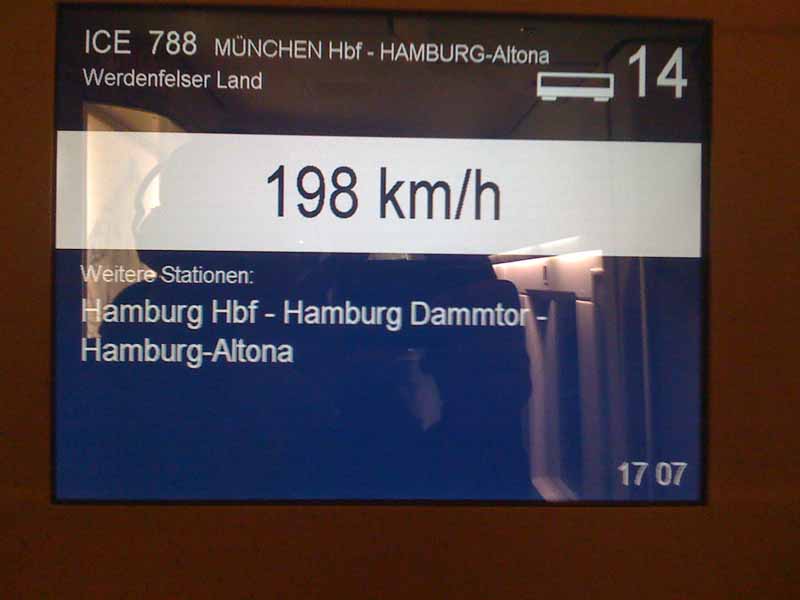 ICE 788 MÜNCHEN Hbf - HAMBURG-Altona
Werdenfelser Land
14
198 km/h
Weitere Stationen:
Hamburg Hbf - Hamburg Dammtor -
Hamburg-Altona
17 07